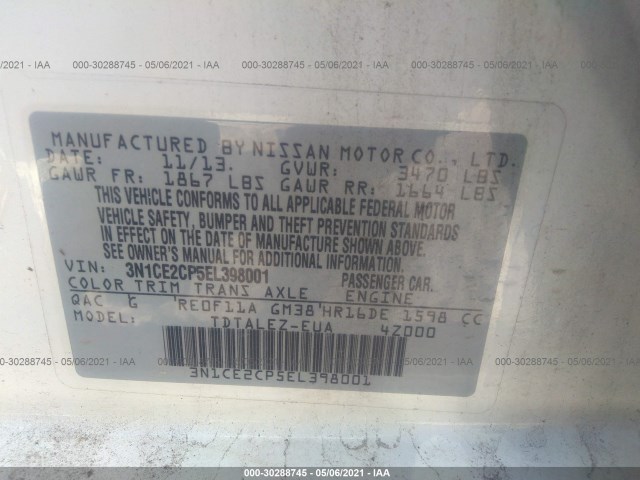 000-30288745 - 05/06/2021 - IAA
MANUFACTURED BY NISSAN MOTOR CO., LTD.
DATE: 11/13. GVWR: 3470 LBS
GAWR FR: 1867 LBS GAWR RR: 1664 LBS
THIS VEHICLE CONFORMS TO ALL APPLICABLE FEDERAL MOTOR
VEHICLE SAFETY, BUMPER AND THEFT PREVENTION STANDARDS
IN EFFECT ON THE DATE OF MANUFACTURE SHOWN ABOVE.
SEE OWNER'S MANUAL FOR ADDITIONAL INFORMATION.
VIN: 3N1CE2CP5EL398001 PASSENGER CAR.
COLOR TRIM TRANS AXLE ENGINE
QAC G RE0F11A GM38 HR16DE 1598 CC
MODEL: TDTALEZ-EUA 4Z000
3N1CE2CP5EL398001
000-30288745 - 05/06/2021 - IAA